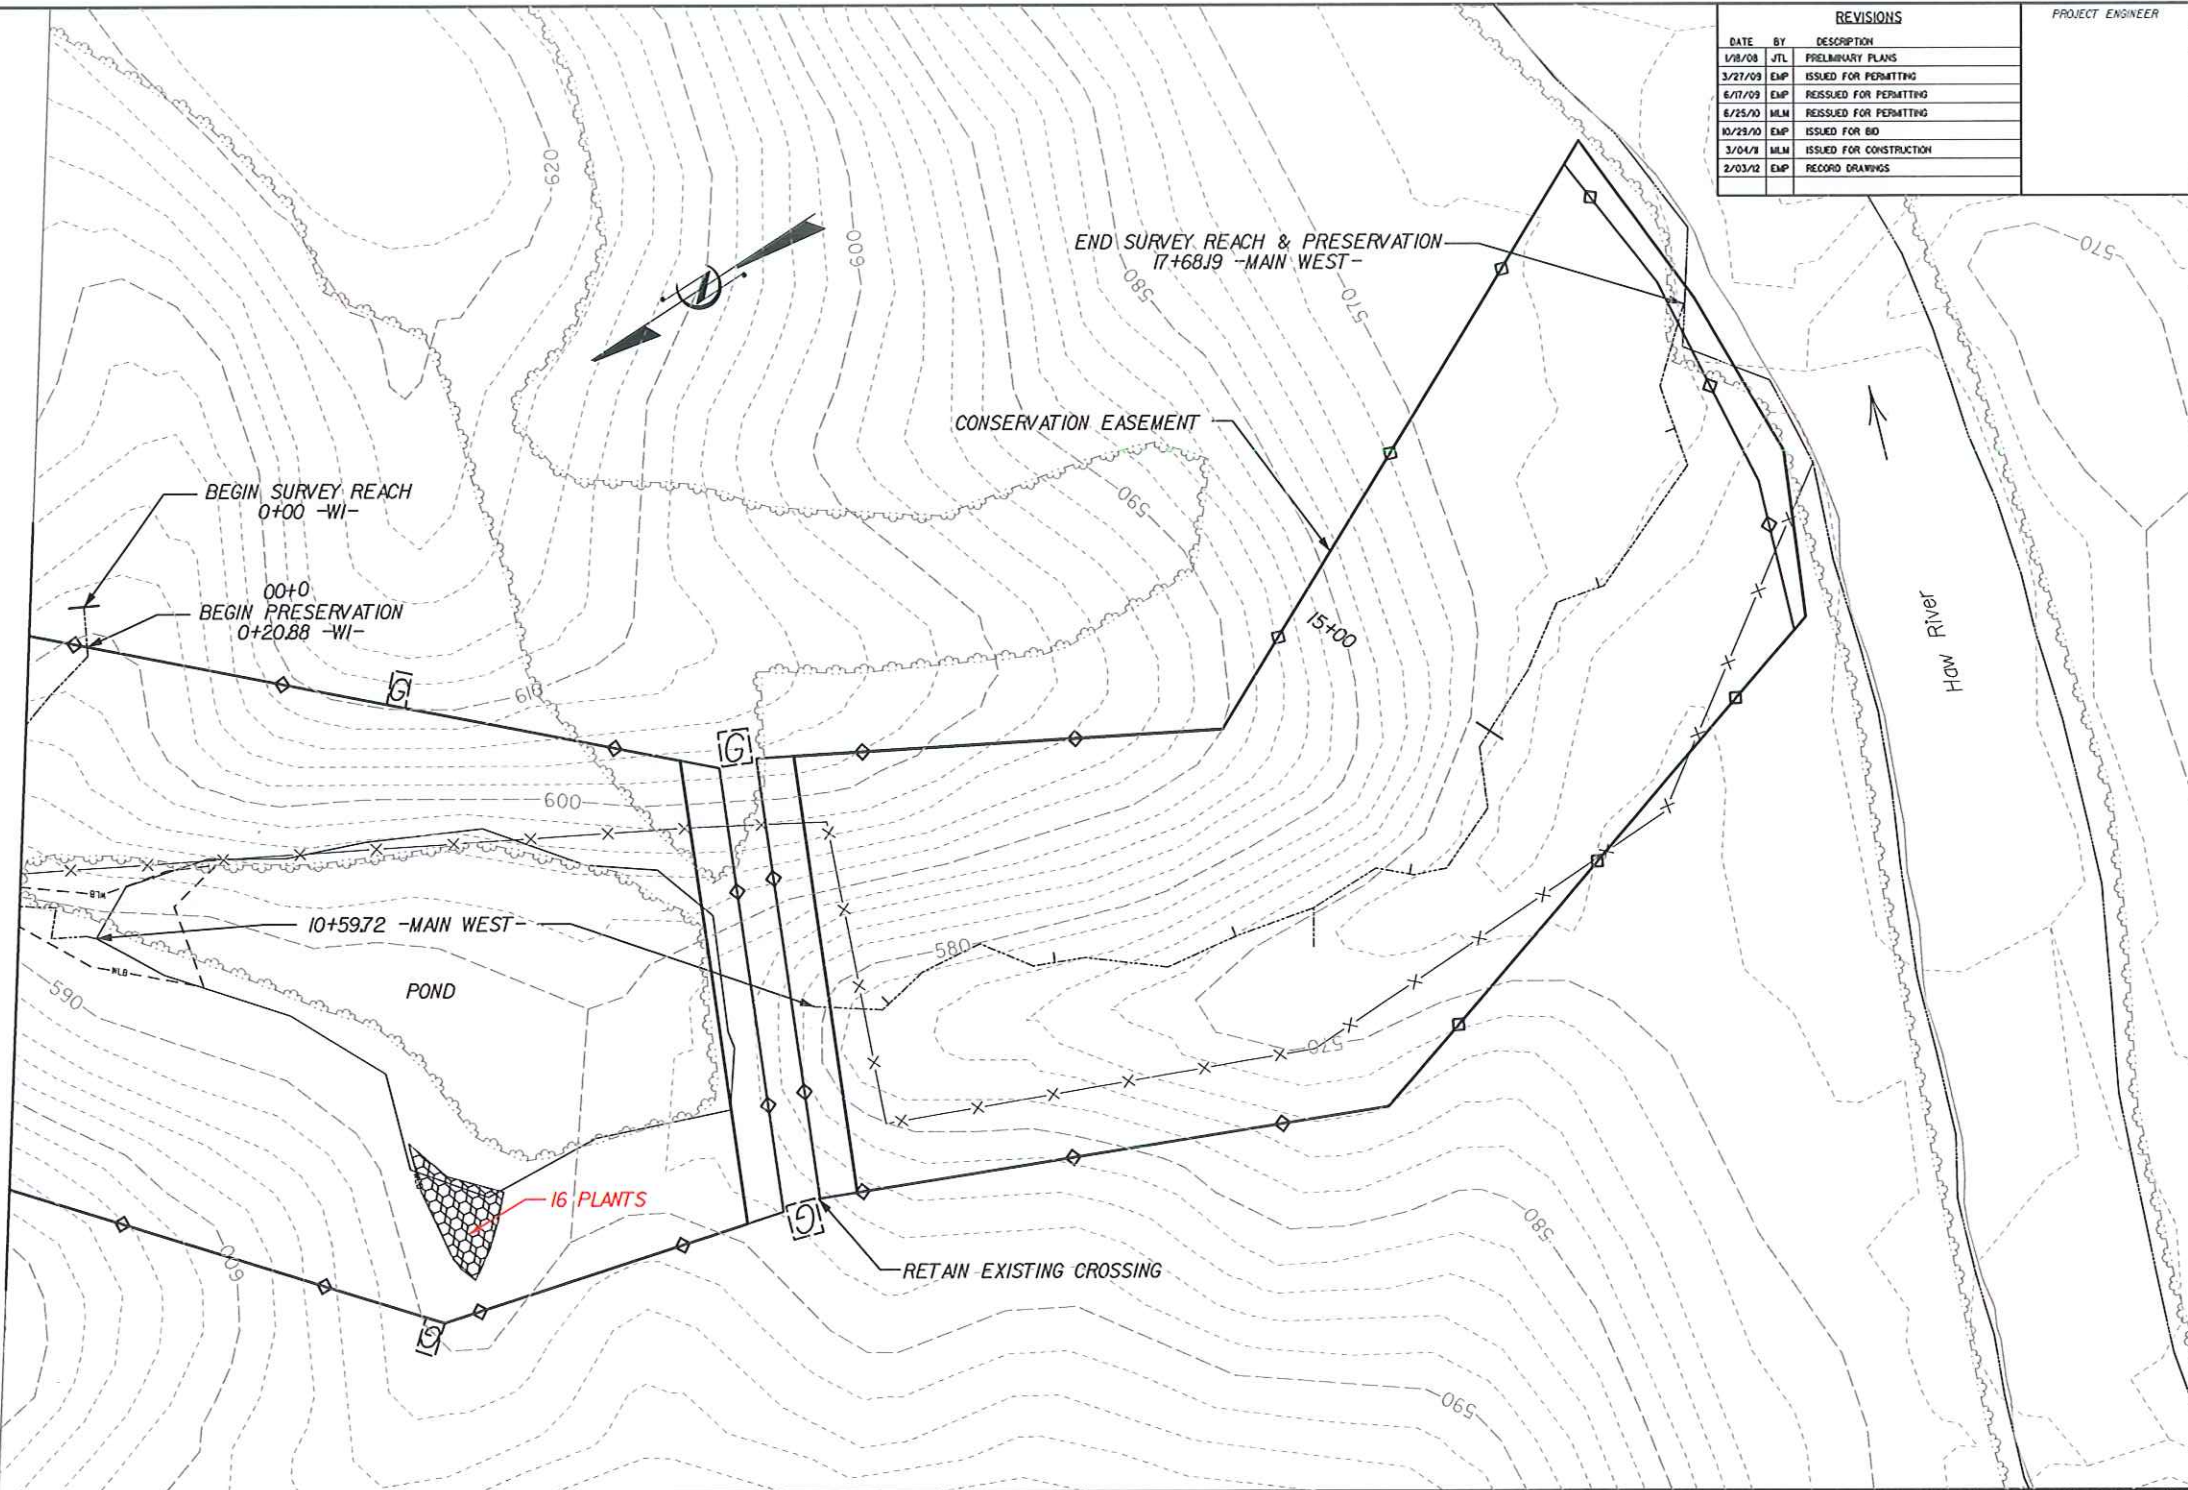 REVISIONS
DATE BY DESCRIPTION
1/18/08 JTL PRELIMINARY PLANS
3/27/09 EMP ISSUED FOR PERMITTING
6/17/09 EMP REISSUED FOR PERMITTING
6/25/10 MLM REISSUED FOR PERMITTING
10/29/10 EMP ISSUED FOR BID
3/04/11 MLM ISSUED FOR CONSTRUCTION
2/03/12 EMP RECORD DRAWINGS
PROJECT ENGINEER
620
600
580
570
570
END SURVEY REACH & PRESERVATION
17+68.19 -MAIN WEST-
CONSERVATION EASEMENT
590
BEGIN SURVEY REACH
0+00 -W1-
0+00
BEGIN PRESERVATION
0+20.88 -W1-
G
610
G
15+00
Haw River
600
WLB
10+59.72 -MAIN WEST-
580
WLB
590
POND
570
16 PLANTS
G
580
600
RETAIN EXISTING CROSSING
G
590